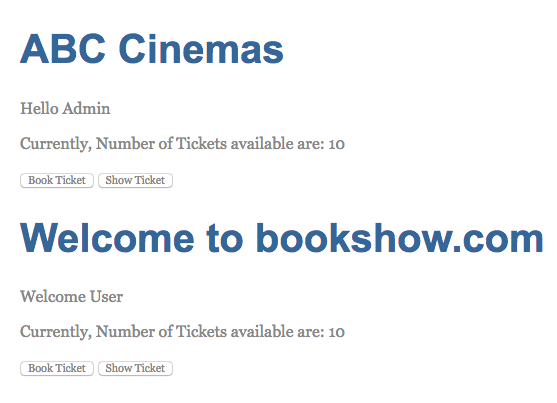 ABC Cinemas
Hello Admin
Currently, Number of Tickets available are: 10
Book Ticket Show Ticket
Welcome to bookshow.com
Welcome User
Currently, Number of Tickets available are: 10
Book Ticket Show Ticket